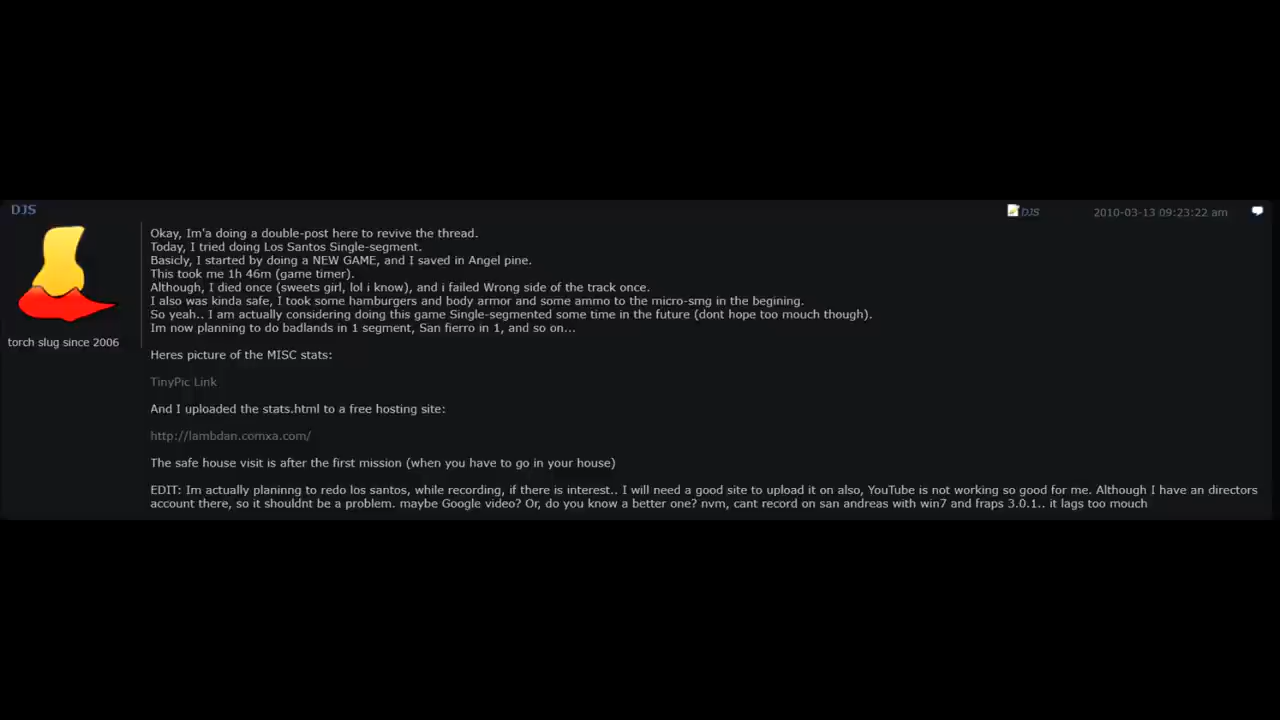 DJS
DJS 2010-03-13 09:23:22 am
torch slug since 2006
Okay, Im'a doing a double-post here to revive the thread.
Today, I tried doing Los Santos Single-segment.
Basicly, I started by doing a NEW GAME, and I saved in Angel pine.
This took me 1h 46m (game timer).
Although, I died once (sweets girl, lol i know), and i failed Wrong side of the track once.
I also was kinda safe, I took some hamburgers and body armor and some ammo to the micro-smg in the begining.
So yeah.. I am actually considering doing this game Single-segmented some time in the future (dont hope too mouch though).
Im now planning to do badlands in 1 segment, San fierro in 1, and so on...
Heres picture of the MISC stats:
TinyPic Link
And I uploaded the stats.html to a free hosting site:
http://lambdan.comxa.com/
The safe house visit is after the first mission (when you have to go in your house)
EDIT: Im actually planinng to redo los santos, while recording, if there is interest.. I will need a good site to upload it on also, YouTube is not working so good for me. Although I have an directors
account there, so it shouldnt be a problem. maybe Google video? Or, do you know a better one? nvm, cant record on san andreas with win7 and fraps 3.0.1.. it lags too mouch